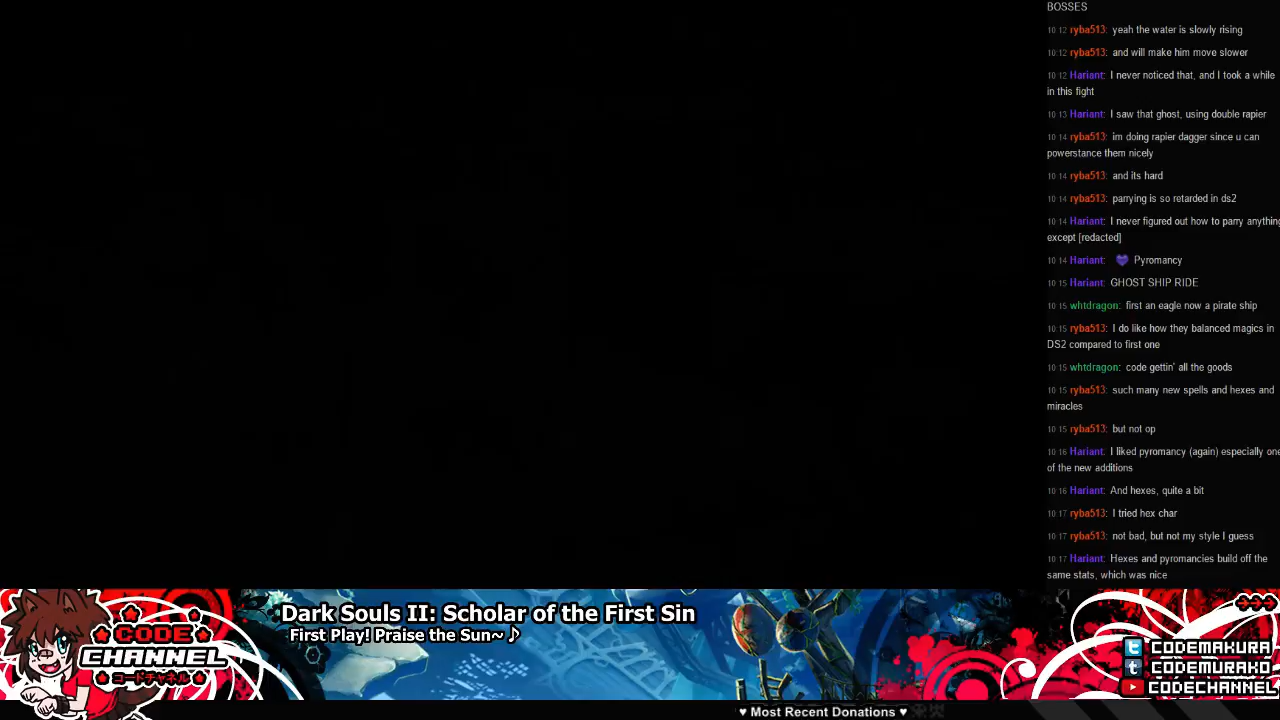 BOSSES
10:12 ryba513: yeah the water is slowly rising
10:12 ryba513: and will make him move slower
10:12 Hariant: I never noticed that, and I took a while
in this fight
10:13 Hariant: I saw that ghost, using double rapier
10:14 ryba513: im doing rapier dagger since u can
powerstance them nicely
10:14 ryba513: and its hard
10:14 ryba513: parrying is so retarded in ds2
10:14 Hariant: I never figured out how to parry anything
except [redacted]
10:14 Hariant: 💜 Pyromancy
10:15 Hariant: GHOST SHIP RIDE
10:15 whtdragon: first an eagle now a pirate ship
10:15 ryba513: I do like how they balanced magics in
DS2 compared to first one
10:15 whtdragon: code gettin' all the goods
10:15 ryba513: such many new spells and hexes and
miracles
10:15 ryba513: but not op
10:16 Hariant: I liked pyromancy (again) especially one
of the new additions
10:16 Hariant: And hexes, quite a bit
10:17 ryba513: I tried hex char
10:17 ryba513: not bad, but not my style I guess
10:17 Hariant: Hexes and pyromancies build off the
same stats, which was nice
CODE
CHANNEL
コードチャネル
Dark Souls II: Scholar of the First Sin
First Play! Praise the Sun~♪
CODEMAKURA
CODEMURAKO
CODECHANNEL
♥ Most Recent Donations ♥